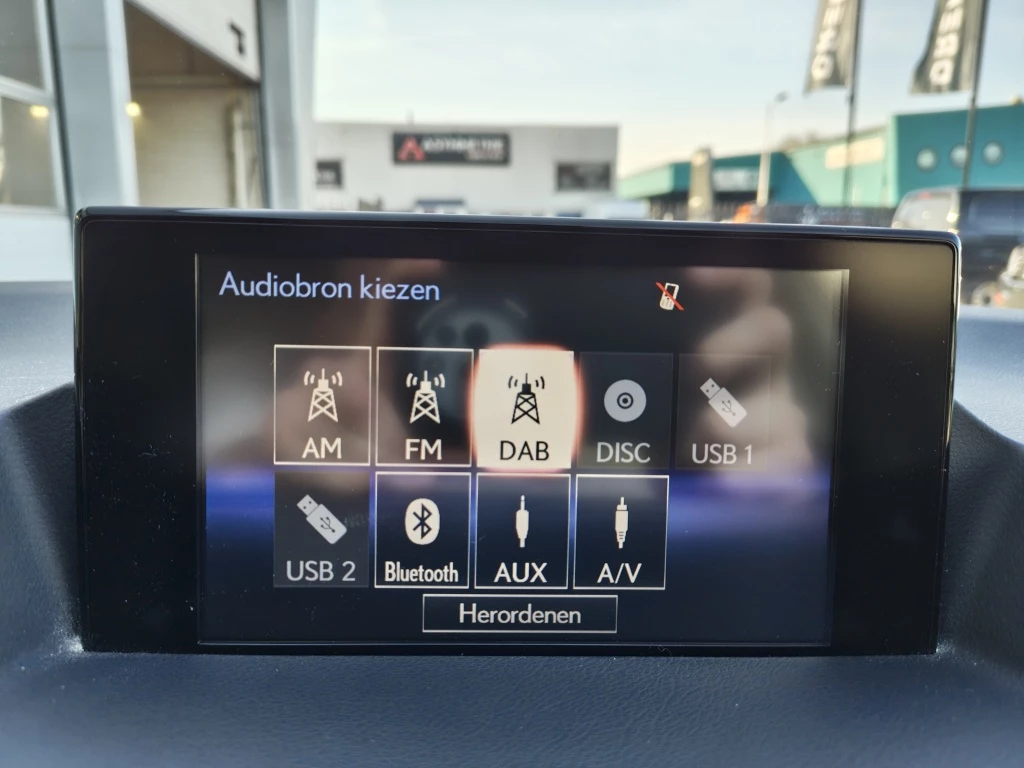 Audiobron kiezen
AM
FM
DAB
DISC
USB 1
USB 2
Bluetooth
AUX
A/V
Herordenen